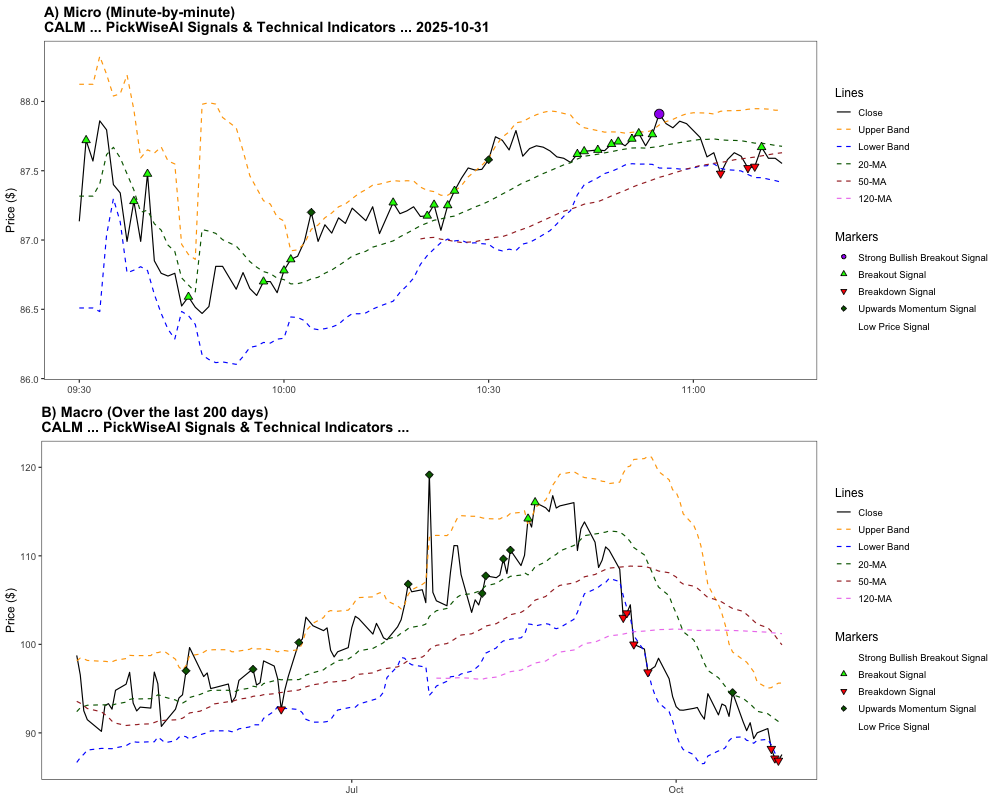 A) Micro (Minute-by-minute)
CALM ... PickWiseAI Signals & Technical Indicators ... 2025-10-31
Price ($)
88.0
87.5
87.0
86.5
86.0
09:30
10:00
10:30
11:00
Lines
Close
Upper Band
Lower Band
20-MA
50-MA
120-MA
Markers
Strong Bullish Breakout Signal
Breakout Signal
Breakdown Signal
Upwards Momentum Signal
Low Price Signal
B) Macro (Over the last 200 days)
CALM ... PickWiseAI Signals & Technical Indicators ...
Price ($)
120
110
100
90
Jul
Oct
Lines
Close
Upper Band
Lower Band
20-MA
50-MA
120-MA
Markers
Strong Bullish Breakout Signal
Breakout Signal
Breakdown Signal
Upwards Momentum Signal
Low Price Signal